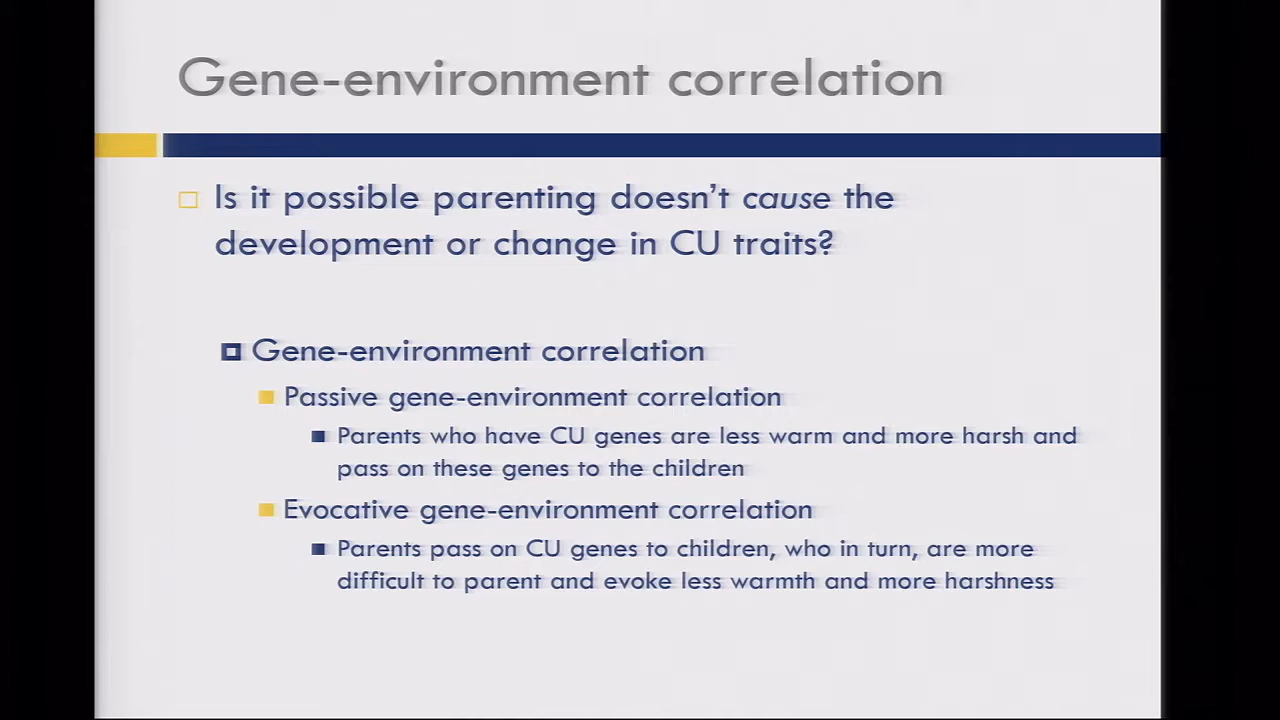 Gene-environment correlation
Is it possible parenting doesn't cause the
development or change in CU traits?
Gene-environment correlation
Passive gene-environment correlation
Parents who have CU genes are less warm and more harsh and
pass on these genes to the children
Evocative gene-environment correlation
Parents pass on CU genes to children, who in turn, are more
difficult to parent and evoke less warmth and more harshness